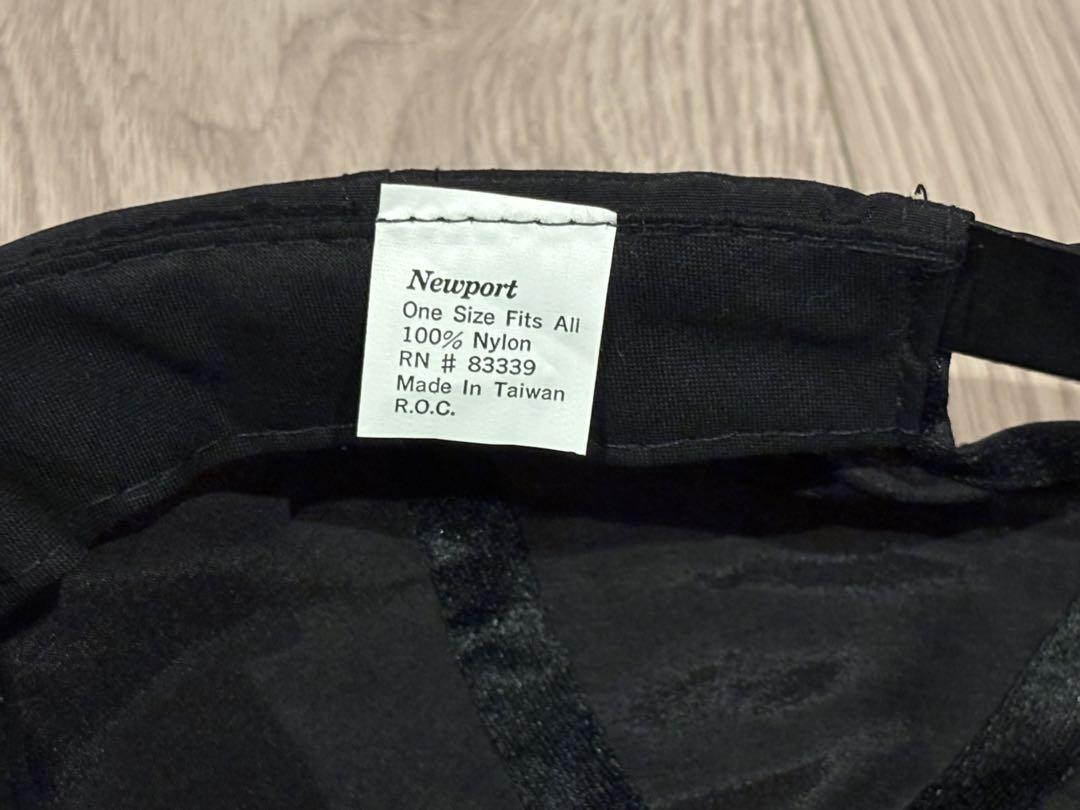 Newport
One Size Fits All
100% Nylon
RN # 83339
Made In Taiwan
R.O.C.